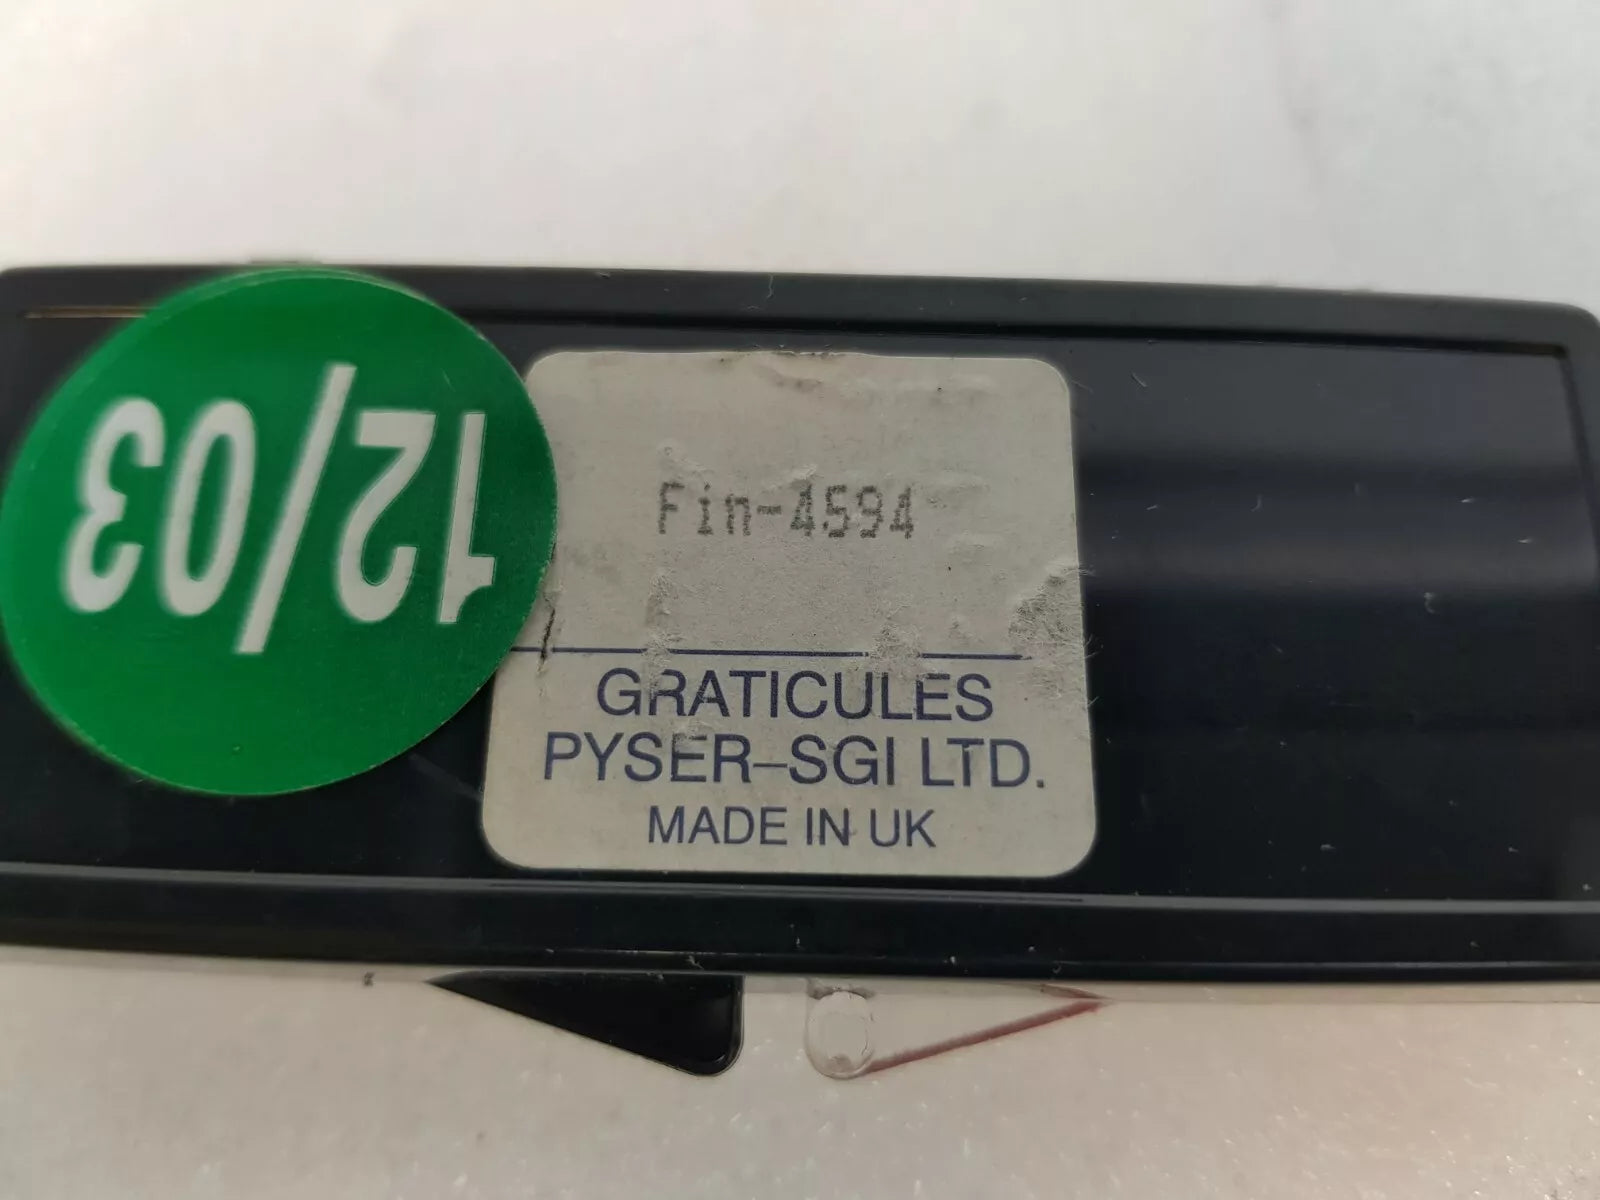 12/03
Fin-4594
GRATICULES
PYSER-SGI LTD.
MADE IN UK